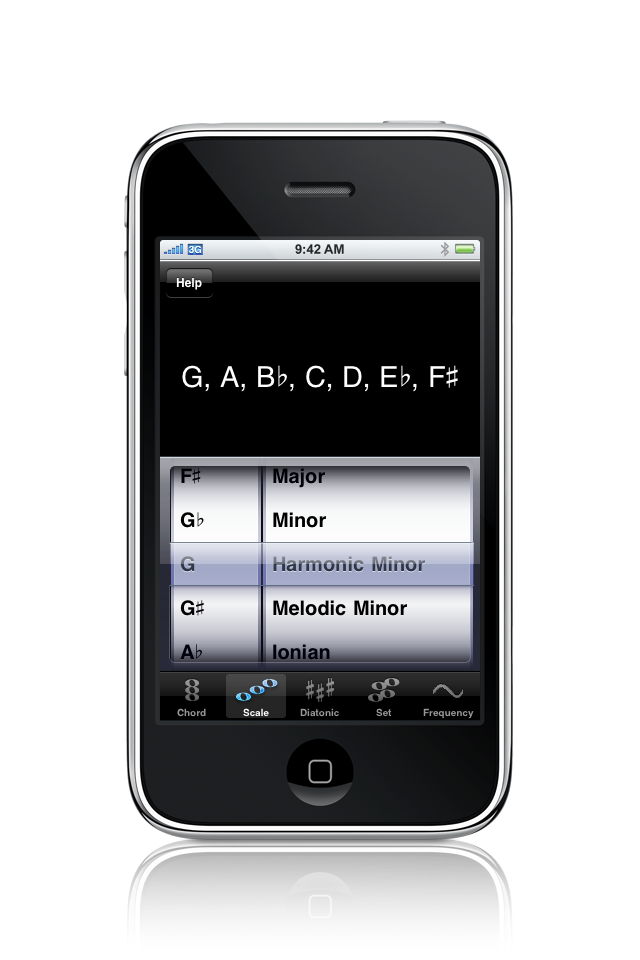 3G 9:42 AM
Help
G, A, B♭, C, D, E♭, F♯
F♯ Major
G♭ Minor
G Harmonic Minor
G♯ Melodic Minor
A♭ Ionian
Chord Scale Diatonic Set Frequency